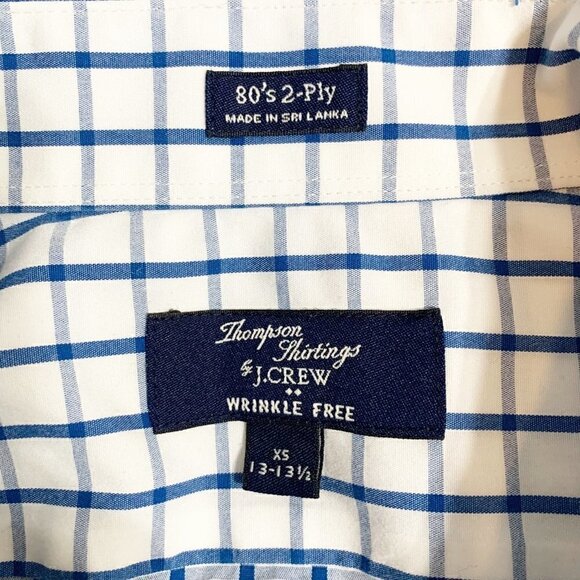 80's 2-Ply
MADE IN SRI LANKA
Thompson
Shirtings
by J.CREW
WRINKLE FREE
XS
13-13½